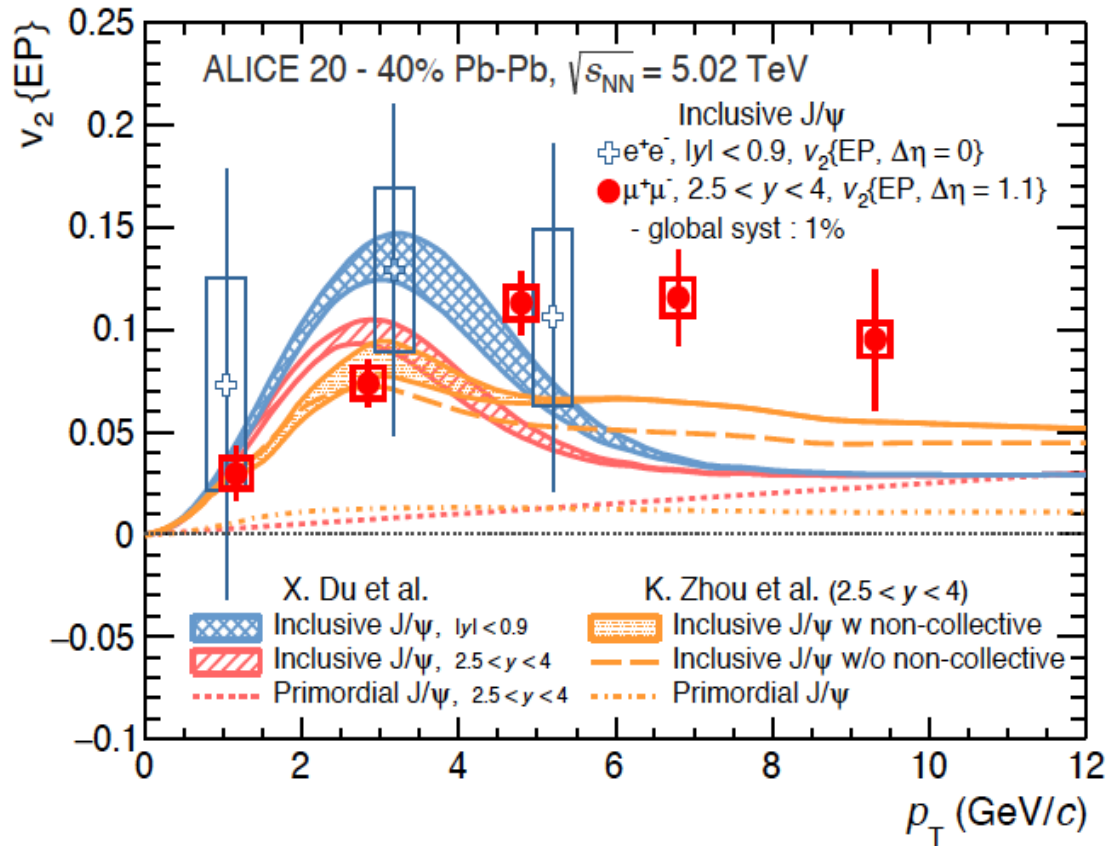 0.25
0.2
0.15
0.1
0.05
0
−0.05
−0.1
v₂{EP}
ALICE 20 - 40% Pb-Pb, √s_NN = 5.02 TeV
Inclusive J/ψ
e⁺e⁻, |y| < 0.9, v₂{EP, Δη = 0}
μ⁺μ⁻, 2.5 < y < 4, v₂{EP, Δη = 1.1}
- global syst : 1%
X. Du et al.
Inclusive J/ψ, |y| < 0.9
Inclusive J/ψ, 2.5 < y < 4
Primordial J/ψ, 2.5 < y < 4
K. Zhou et al. (2.5 < y < 4)
Inclusive J/ψ w non-collective
Inclusive J/ψ w/o non-collective
Primordial J/ψ
0 2 4 6 8 10 12
p_T (GeV/c)